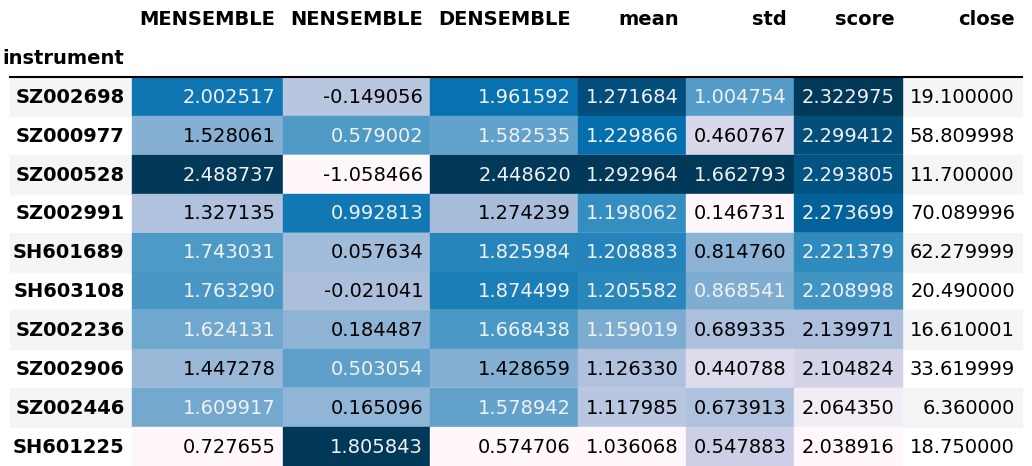 MENSEMBLE NENSEMBLE DENSEMBLE mean std score close
instrument
SZ002698 2.002517 -0.149056 1.961592 1.271684 1.004754 2.322975 19.100000
SZ000977 1.528061 0.579002 1.582535 1.229866 0.460767 2.299412 58.809998
SZ000528 2.488737 -1.058466 2.448620 1.292964 1.662793 2.293805 11.700000
SZ002991 1.327135 0.992813 1.274239 1.198062 0.146731 2.273699 70.089996
SH601689 1.743031 0.057634 1.825984 1.208883 0.814760 2.221379 62.279999
SH603108 1.763290 -0.021041 1.874499 1.205582 0.868541 2.208998 20.490000
SZ002236 1.624131 0.184487 1.668438 1.159019 0.689335 2.139971 16.610001
SZ002906 1.447278 0.503054 1.428659 1.126330 0.440788 2.104824 33.619999
SZ002446 1.609917 0.165096 1.578942 1.117985 0.673913 2.064350 6.360000
SH601225 0.727655 1.805843 0.574706 1.036068 0.547883 2.038916 18.750000